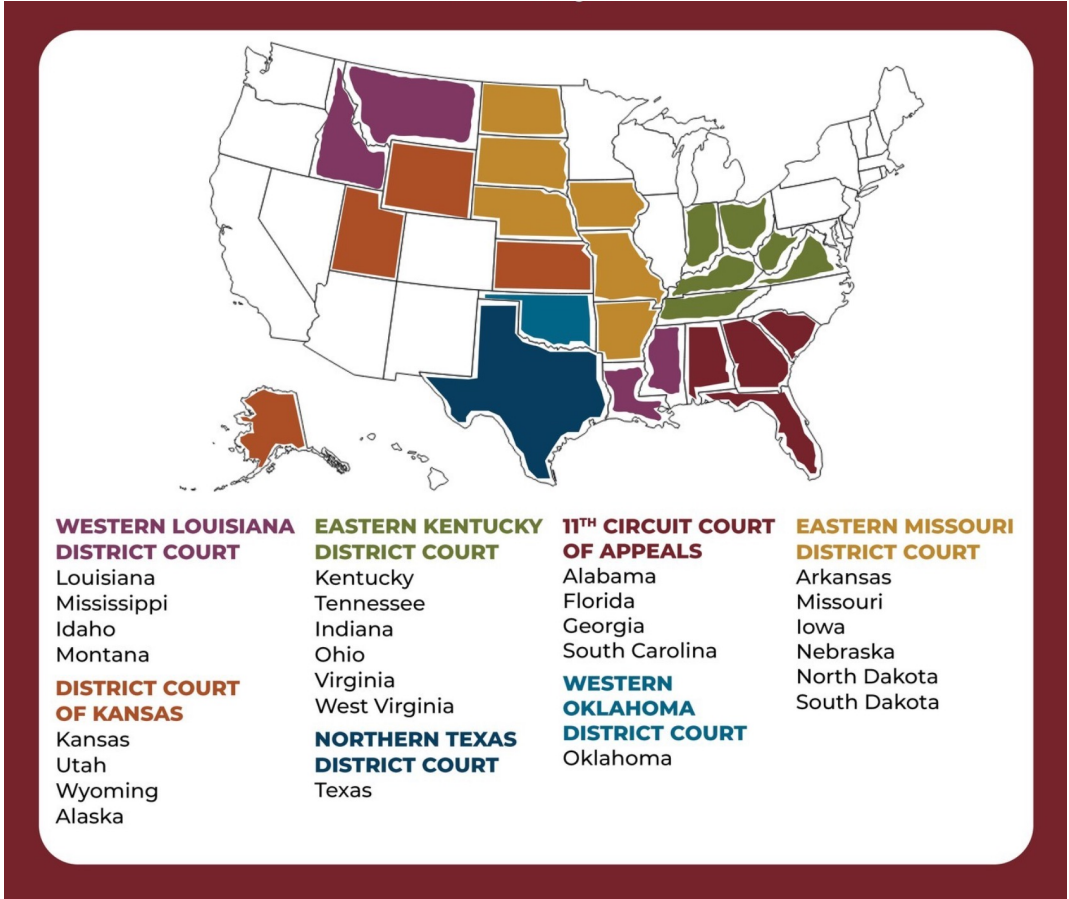 WESTERN LOUISIANA
DISTRICT COURT
Louisiana
Mississippi
Idaho
Montana
DISTRICT COURT
OF KANSAS
Kansas
Utah
Wyoming
Alaska
EASTERN KENTUCKY
DISTRICT COURT
Kentucky
Tennessee
Indiana
Ohio
Virginia
West Virginia
NORTHERN TEXAS
DISTRICT COURT
Texas
11TH CIRCUIT COURT
OF APPEALS
Alabama
Florida
Georgia
South Carolina
WESTERN
OKLAHOMA
DISTRICT COURT
Oklahoma
EASTERN MISSOURI
DISTRICT COURT
Arkansas
Missouri
Iowa
Nebraska
North Dakota
South Dakota